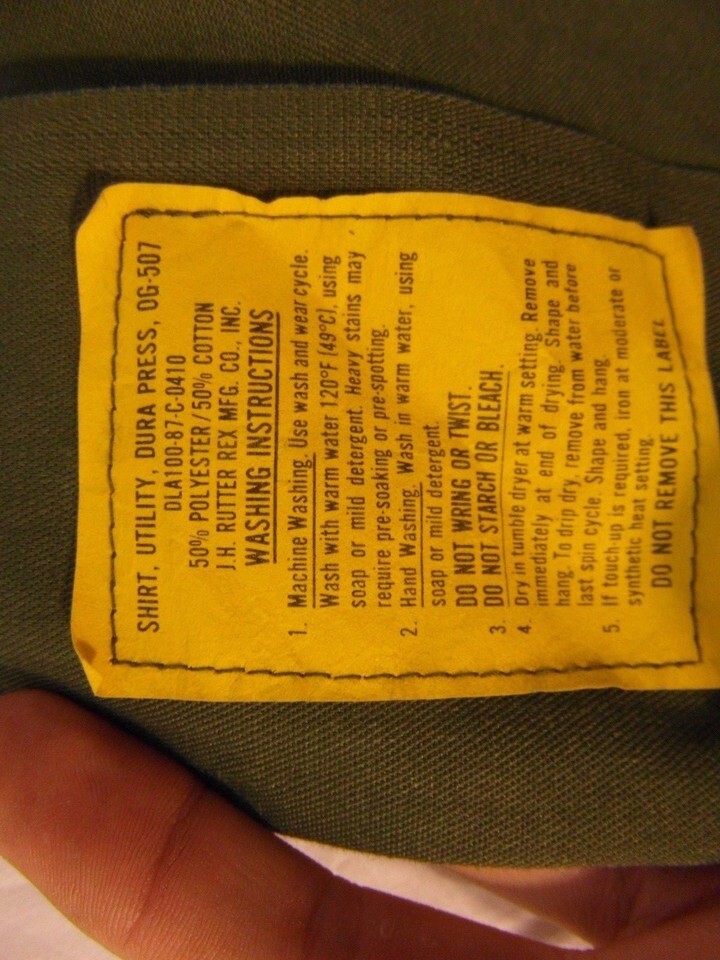 SHIRT, UTILITY, DURA PRESS, OG-507
DLA100-87-C-0410
50% POLYESTER/50% COTTON
J.H. RUTTER REX MFG. CO., INC.
WASHING INSTRUCTIONS
1. Machine Washing. Use wash and wear cycle.
Wash with warm water 120°F (49°C), using
soap or mild detergent. Heavy stains may
require pre-soaking or pre-spotting.
2. Hand Washing. Wash in warm water, using
soap or mild detergent.
DO NOT WRING OR TWIST.
3. DO NOT STARCH OR BLEACH.
4. Dry in tumble dryer at warm setting. Remove
immediately at end of drying. Shape and
hang. To drip dry, remove from water before
last spin cycle. Shape and hang.
5. If touch-up is required, iron at moderate or
synthetic heat setting.
DO NOT REMOVE THIS LABEL